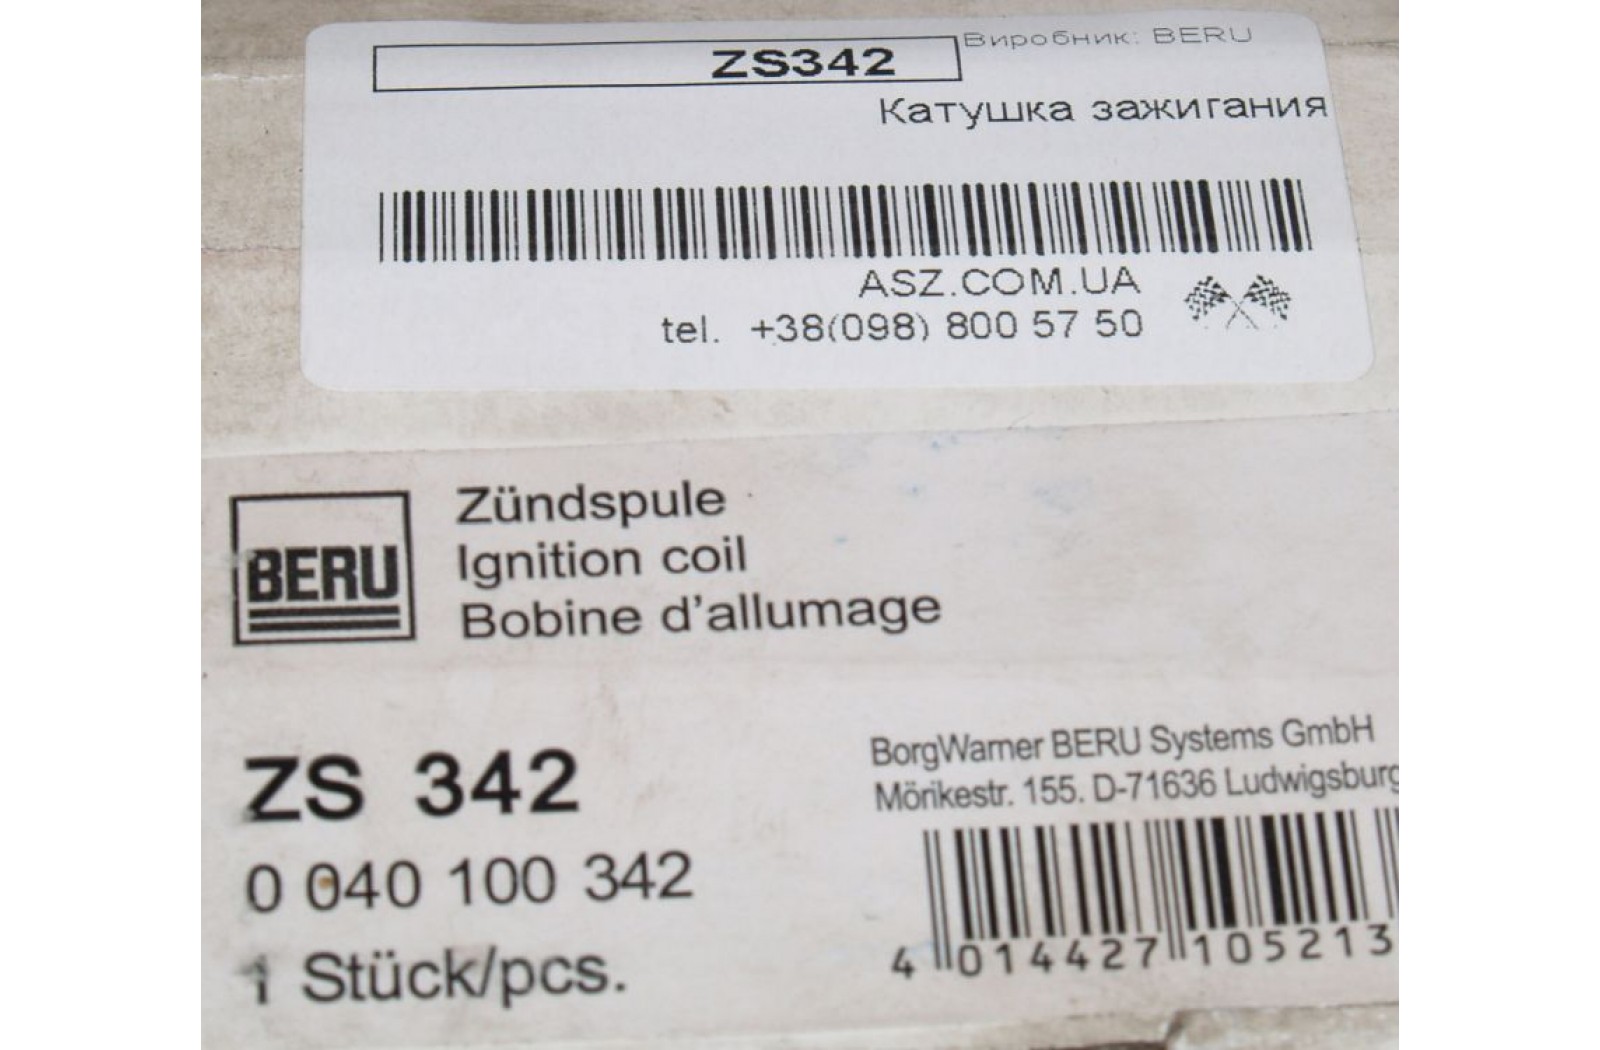 ZS342
Виробник: BERU
Катушка зажигания
ASZ.COM.UA
tel. +38(098) 800 57 50
BERU
Zündspule
Ignition coil
Bobine d'allumage
ZS 342
0 040 100 342
1 Stück/pcs.
BorgWarner BERU Systems GmbH
Mörikestr. 155. D-71636 Ludwigsburg
4 014427 105213